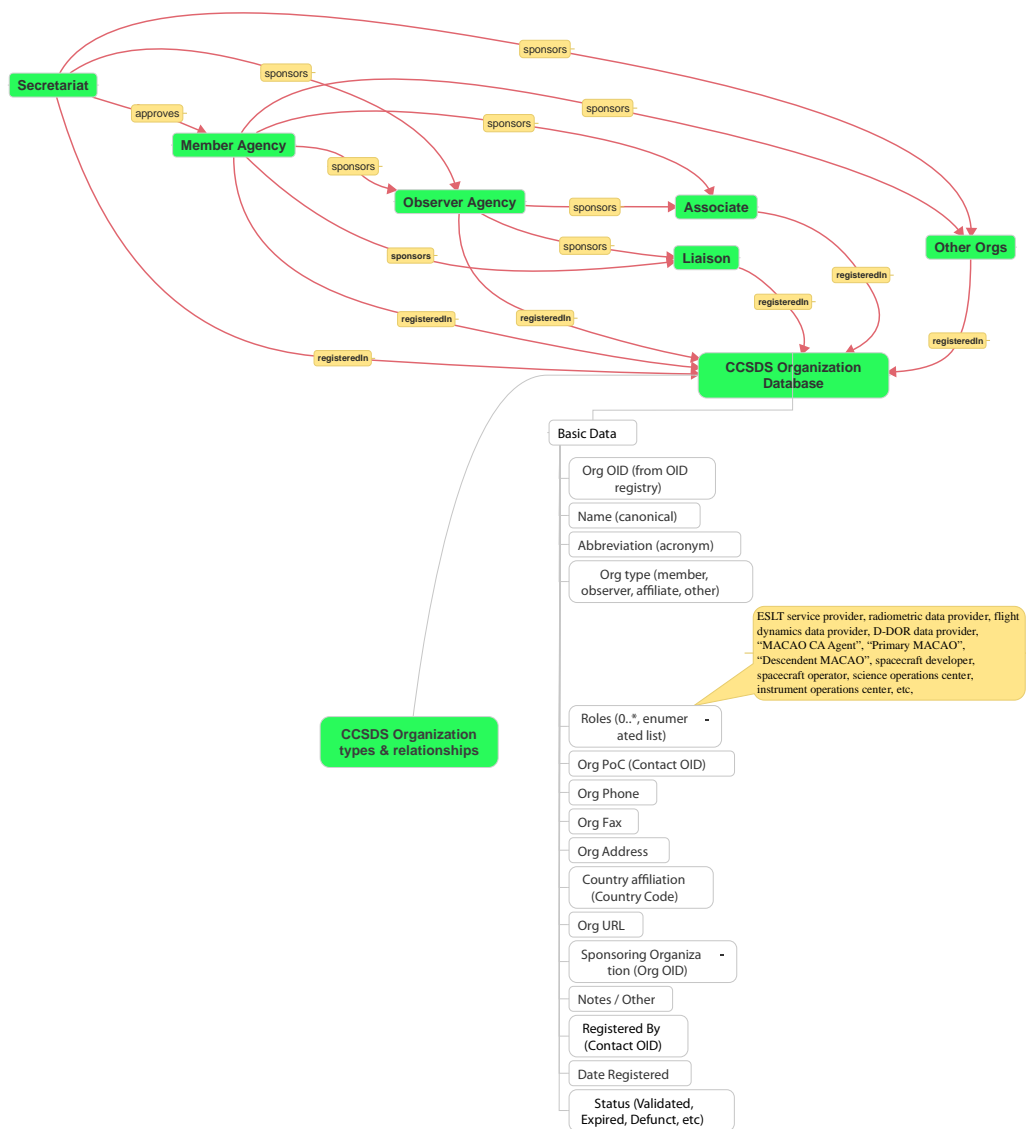 sponsors
sponsors
Secretariat
approves
sponsors
sponsors
Member Agency
sponsors
Observer Agency
sponsors
Associate
sponsors
Other Orgs
sponsors
Liaison
registeredIn
registeredIn
registeredIn
registeredIn
registeredIn
registeredIn
CCSDS Organization
Database
Basic Data
Org OID (from OID
registry)
Name (canonical)
Abbreviation (acronym)
Org type (member,
observer, affiliate, other)
ESLT service provider, radiometric data provider, flight
dynamics data provider, D-DOR data provider,
“MACAO CA Agent”, “Primary MACAO”,
“Descendent MACAO”, spacecraft developer,
spacecraft operator, science operations center,
instrument operations center, etc,
CCSDS Organization
types & relationships
Roles (0..*, enumer -
ated list)
Org PoC (Contact OID)
Org Phone
Org Fax
Org Address
Country affiliation
(Country Code)
Org URL
Sponsoring Organiza -
tion (Org OID)
Notes / Other
Registered By
(Contact OID)
Date Registered
Status (Validated,
Expired, Defunct, etc)